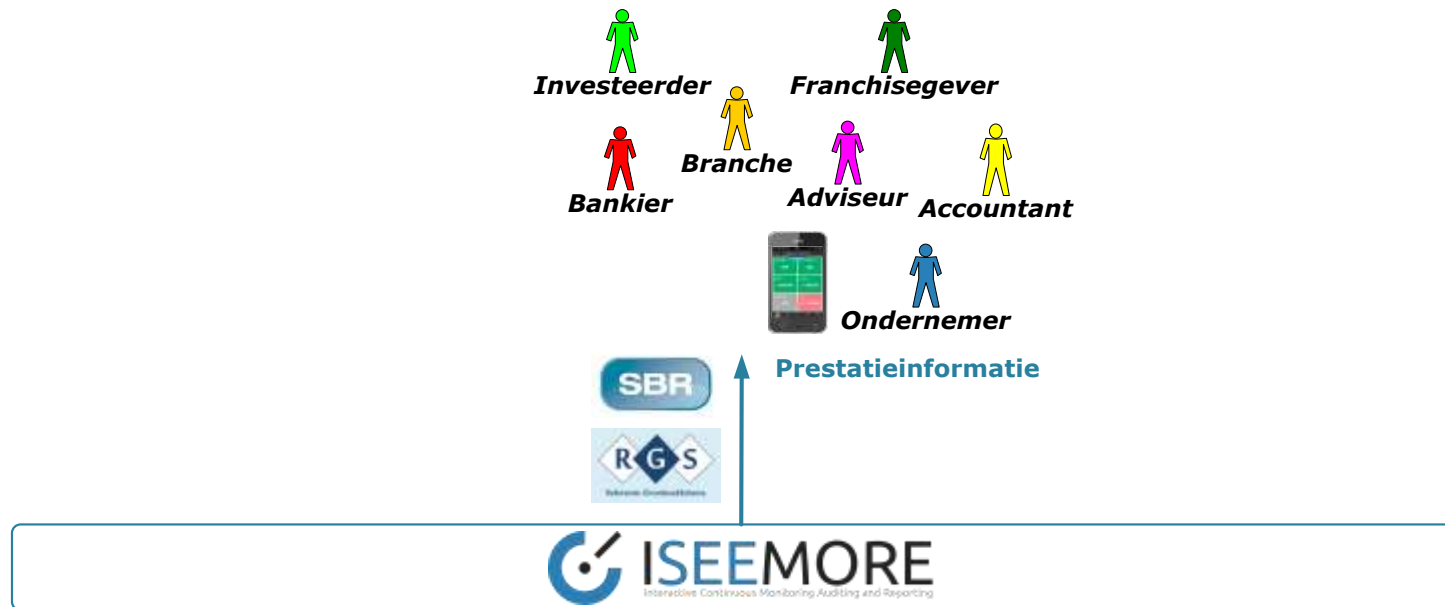 Investeerder
Franchisegever
Branche
Bankier
Adviseur
Accountant
Ondernemer
Prestatieinformatie
SBR
RGS
ISEEMORE
Interactive Continuous Monitoring Auditing and Reporting